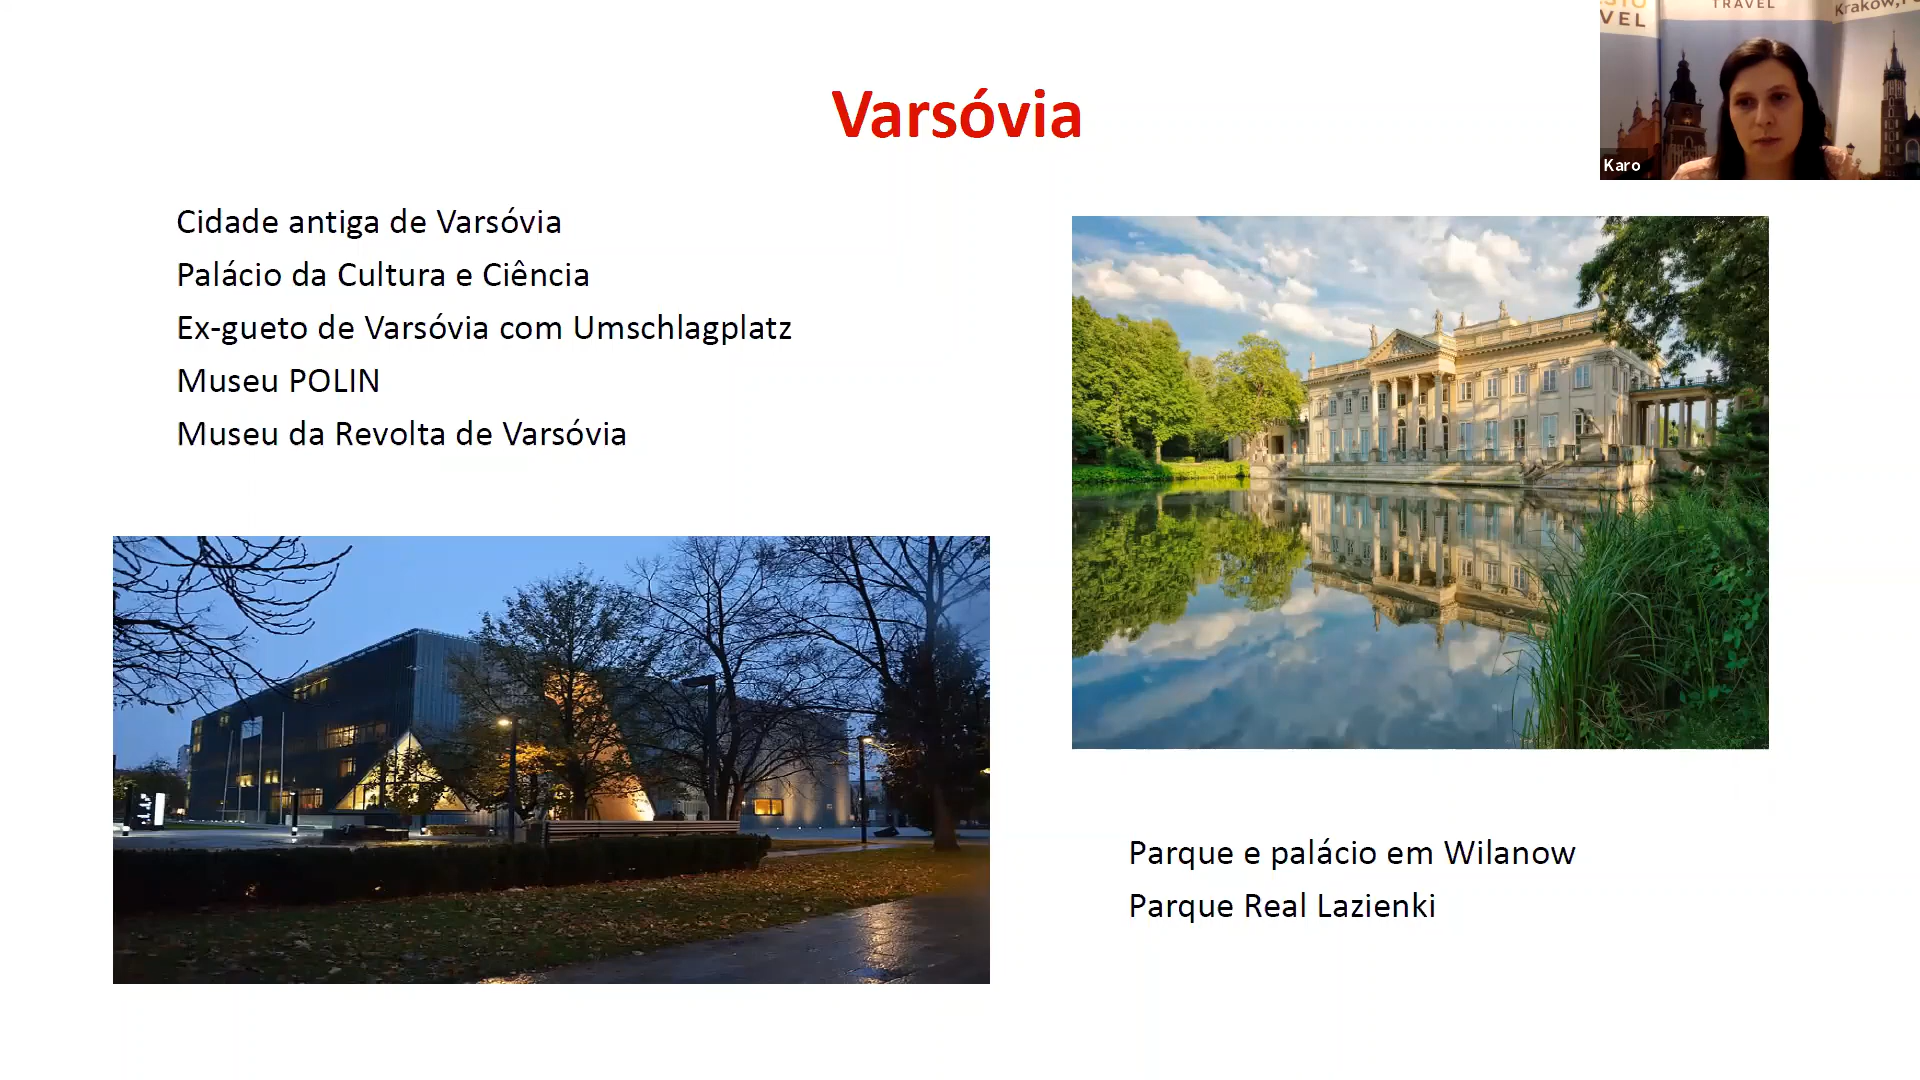 Varsóvia
Cidade antiga de Varsóvia
Palácio da Cultura e Ciência
Ex-gueto de Varsóvia com Umschlagplatz
Museu POLIN
Museu da Revolta de Varsóvia
Parque e palácio em Wilanow
Parque Real Lazienki
VEL
TRAVEL
Karo